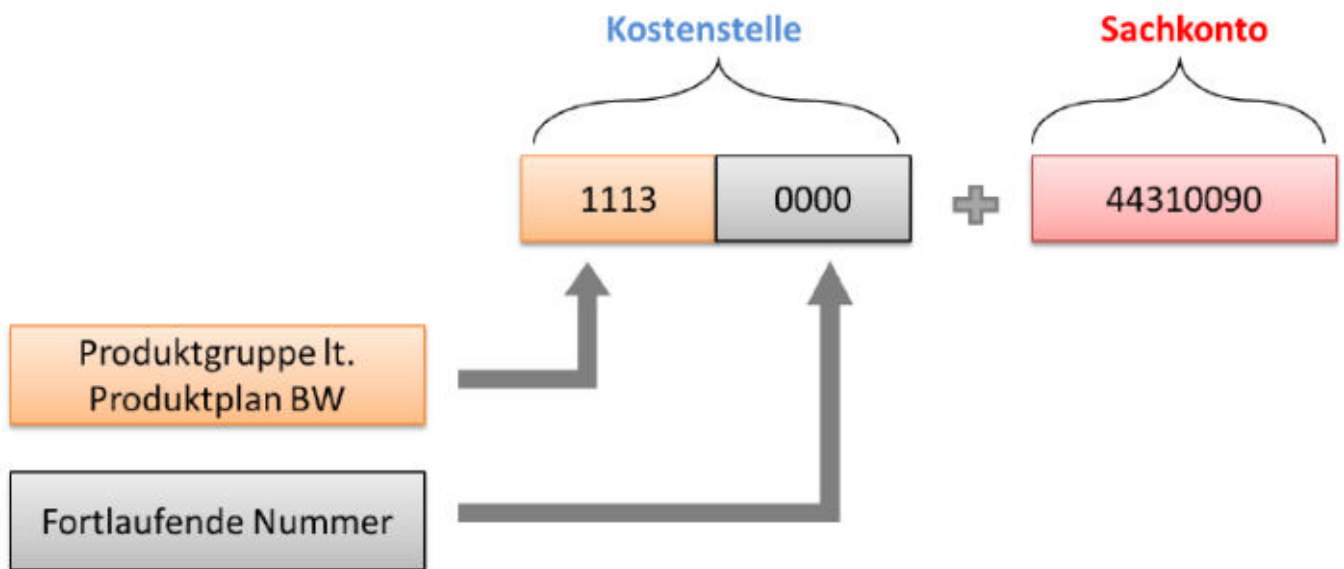 Kostenstelle
Sachkonto
1113
0000
44310090
Produktgruppe lt.
Produktplan BW
Fortlaufende Nummer